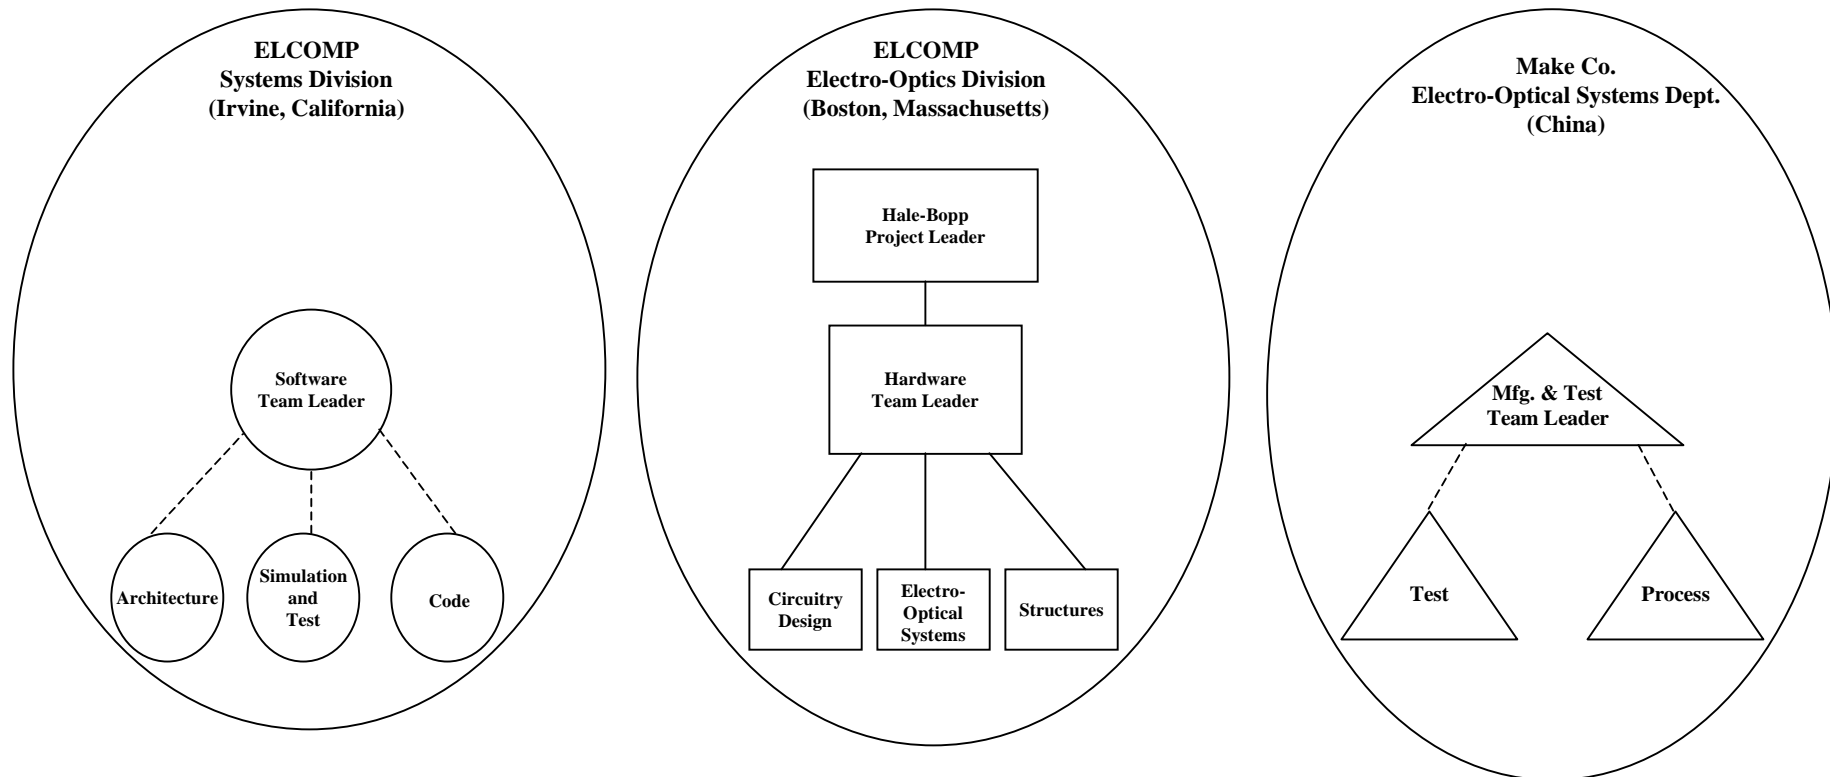 ELCOMP
Systems Division
(Irvine, California)
Software
Team Leader
Architecture
Simulation
and
Test
Code
ELCOMP
Electro-Optics Division
(Boston, Massachusetts)
Hale-Bopp
Project Leader
Hardware
Team Leader
Circuitry
Design
Electro-
Optical
Systems
Structures
Make Co.
Electro-Optical Systems Dept.
(China)
Mfg. & Test
Team Leader
Test
Process